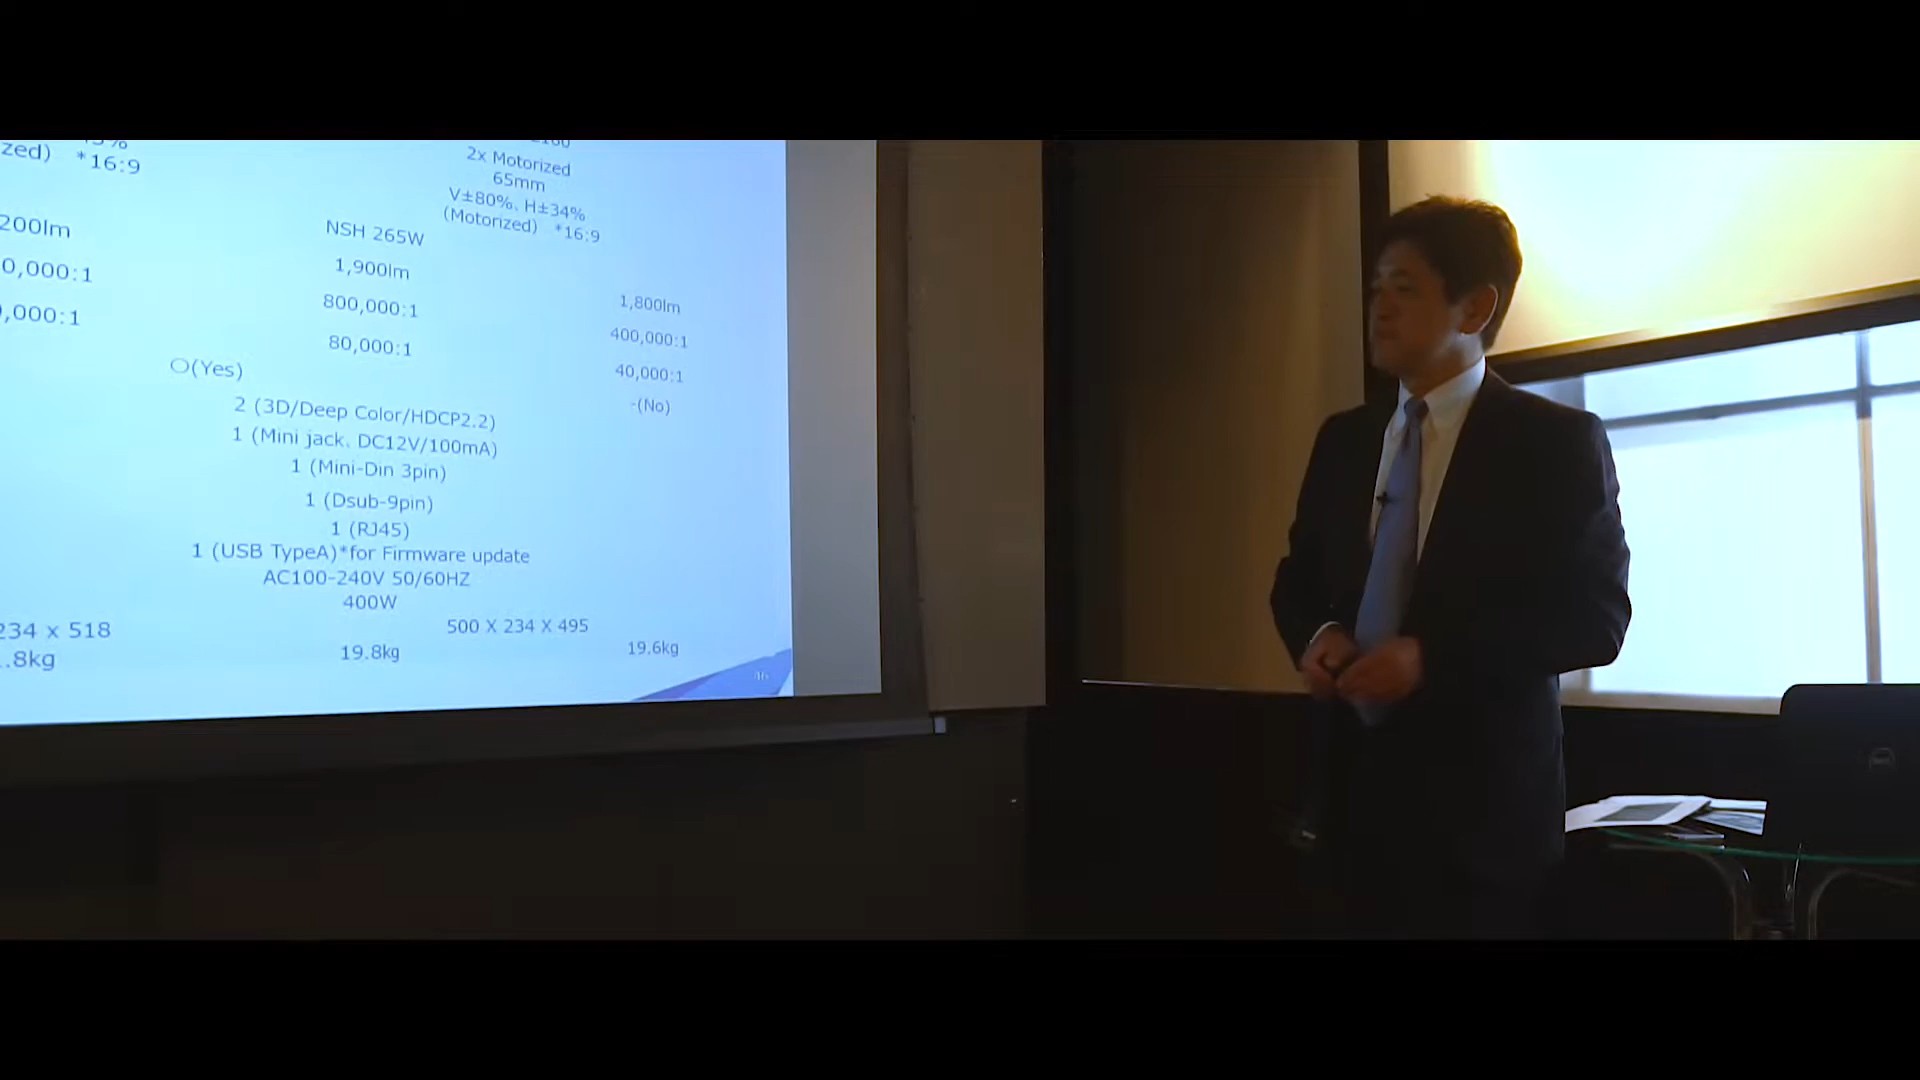 zed) *16:9
2x Motorized
65mm
V±80%、H±34%
(Motorized) *16:9
200lm
NSH 265W
0,000:1
1,900lm
1,800lm
,000:1
800,000:1
400,000:1
80,000:1
40,000:1
○(Yes)
-(No)
2 (3D/Deep Color/HDCP2.2)
1 (Mini jack、DC12V/100mA)
1 (Mini-Din 3pin)
1 (Dsub-9pin)
1 (RJ45)
1 (USB TypeA)*for Firmware update
AC100-240V 50/60HZ
400W
234 x 518
500 X 234 X 495
.8kg
19.8kg
19.6kg
46
DELL